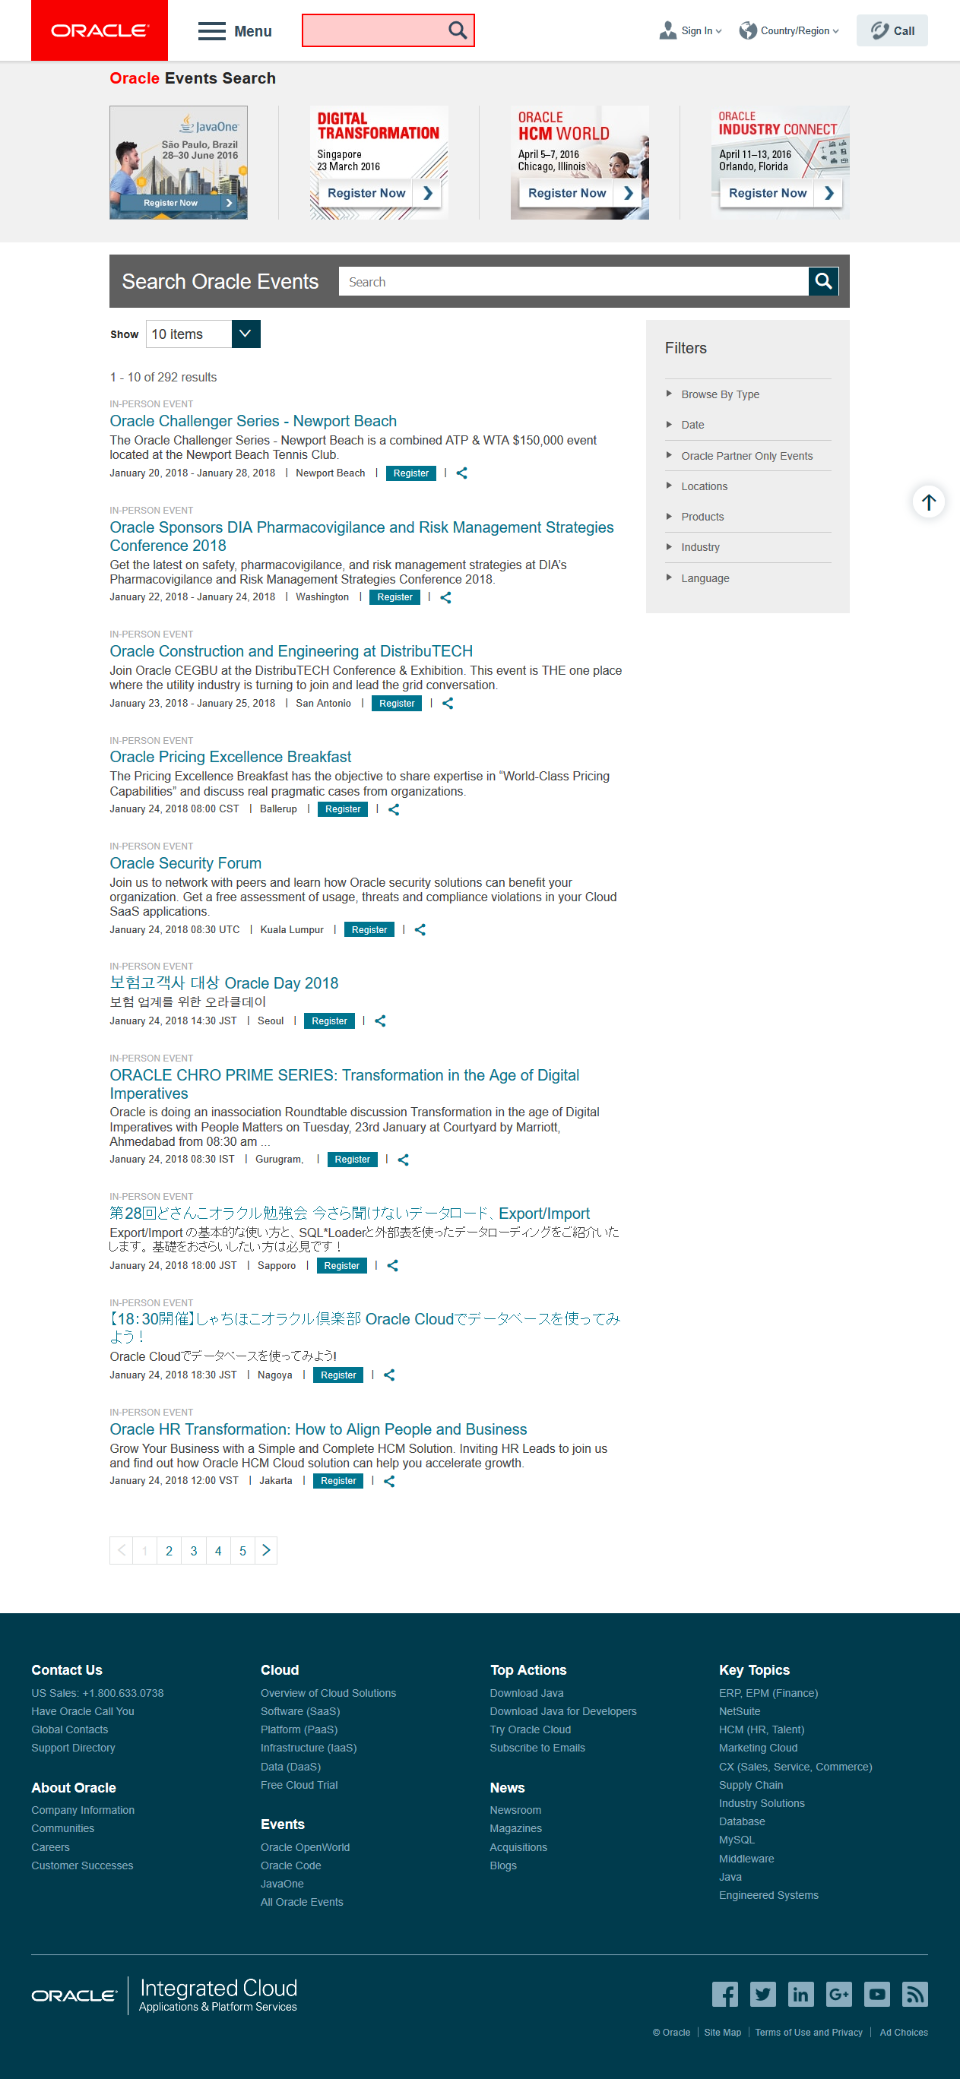 ORACLE
Menu
Sign In
Country/Region
Call
Oracle Events Search
JavaOne
São Paulo, Brazil
28–30 June 2016
Register Now
DIGITAL
TRANSFORMATION
Singapore
23 March 2016
Register Now
ORACLE
HCM WORLD
April 5–7, 2016
Chicago, Illinois
Register Now
ORACLE
INDUSTRY CONNECT
April 11–13, 2016
Orlando, Florida
Register Now
Search Oracle Events
Search
Show
10 items
1 - 10 of 292 results
IN-PERSON EVENT
Oracle Challenger Series - Newport Beach
The Oracle Challenger Series - Newport Beach is a combined ATP & WTA $150,000 event
located at the Newport Beach Tennis Club.
January 20, 2018 - January 28, 2018 | Newport Beach | Register |
IN-PERSON EVENT
Oracle Sponsors DIA Pharmacovigilance and Risk Management Strategies
Conference 2018
Get the latest on safety, pharmacovigilance, and risk management strategies at DIA's
Pharmacovigilance and Risk Management Strategies Conference 2018.
January 22, 2018 - January 24, 2018 | Washington | Register |
IN-PERSON EVENT
Oracle Construction and Engineering at DistribuTECH
Join Oracle CEGBU at the DistribuTECH Conference & Exhibition. This event is THE one place
where the utility industry is turning to join and lead the grid conversation.
January 23, 2018 - January 25, 2018 | San Antonio | Register |
IN-PERSON EVENT
Oracle Pricing Excellence Breakfast
The Pricing Excellence Breakfast has the objective to share expertise in “World-Class Pricing
Capabilities” and discuss real pragmatic cases from organizations.
January 24, 2018 08:00 CST | Ballerup | Register |
IN-PERSON EVENT
Oracle Security Forum
Join us to network with peers and learn how Oracle security solutions can benefit your
organization. Get a free assessment of usage, threats and compliance violations in your Cloud
SaaS applications.
January 24, 2018 08:30 UTC | Kuala Lumpur | Register |
IN-PERSON EVENT
보험고객사 대상 Oracle Day 2018
보험 업계를 위한 오라클데이
January 24, 2018 14:30 JST | Seoul | Register |
IN-PERSON EVENT
ORACLE CHRO PRIME SERIES: Transformation in the Age of Digital
Imperatives
Oracle is doing an inassociation Roundtable discussion Transformation in the age of Digital
Imperatives with People Matters on Tuesday, 23rd January at Courtyard by Marriott,
Ahmedabad from 08:30 am ...
January 24, 2018 08:30 IST | Gurugram, | Register |
IN-PERSON EVENT
第28回どさんこオラクル勉強会 今さら聞けないデータロード、Export/Import
Export/Import の基本的な使い方と、SQL*Loaderと外部表を使ったデータローディングをご紹介いた
します。基礎をおさらいしたい方は必見です！
January 24, 2018 18:00 JST | Sapporo | Register |
IN-PERSON EVENT
【18：30開催】しゃちほこオラクル倶楽部 Oracle Cloudでデータベースを使ってみ
よう！
Oracle Cloudでデータベースを使ってみよう!
January 24, 2018 18:30 JST | Nagoya | Register |
IN-PERSON EVENT
Oracle HR Transformation: How to Align People and Business
Grow Your Business with a Simple and Complete HCM Solution. Inviting HR Leads to join us
and find out how Oracle HCM Cloud solution can help you accelerate growth.
January 24, 2018 12:00 VST | Jakarta | Register |
1 2 3 4 5
Filters
Browse By Type
Date
Oracle Partner Only Events
Locations
Products
Industry
Language
Contact Us
US Sales: +1.800.633.0738
Have Oracle Call You
Global Contacts
Support Directory
About Oracle
Company Information
Communities
Careers
Customer Successes
Cloud
Overview of Cloud Solutions
Software (SaaS)
Platform (PaaS)
Infrastructure (IaaS)
Data (DaaS)
Free Cloud Trial
Events
Oracle OpenWorld
Oracle Code
JavaOne
All Oracle Events
Top Actions
Download Java
Download Java for Developers
Try Oracle Cloud
Subscribe to Emails
News
Newsroom
Magazines
Acquisitions
Blogs
Key Topics
ERP, EPM (Finance)
NetSuite
HCM (HR, Talent)
Marketing Cloud
CX (Sales, Service, Commerce)
Supply Chain
Industry Solutions
Database
MySQL
Middleware
Java
Engineered Systems
ORACLE
Integrated Cloud
Applications & Platform Services
© Oracle | Site Map | Terms of Use and Privacy | Ad Choices